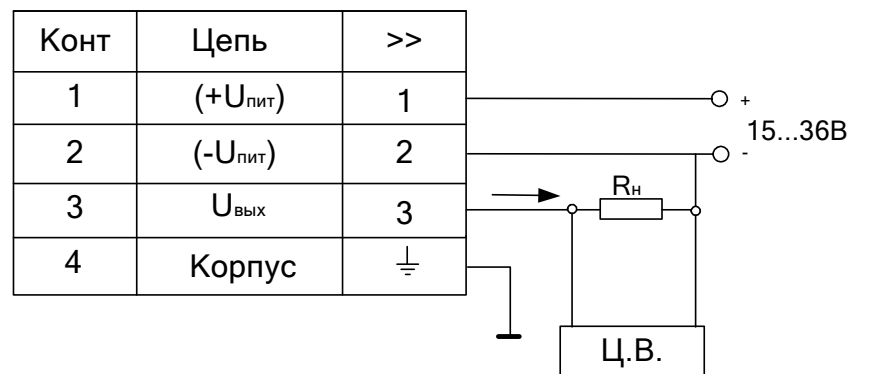 Конт Цепь >>
1 (+Uпит) 1
+
15...36В
2 (-Uпит) 2
-
3 Uвых 3
Rн
4 Корпус
Ц.В.